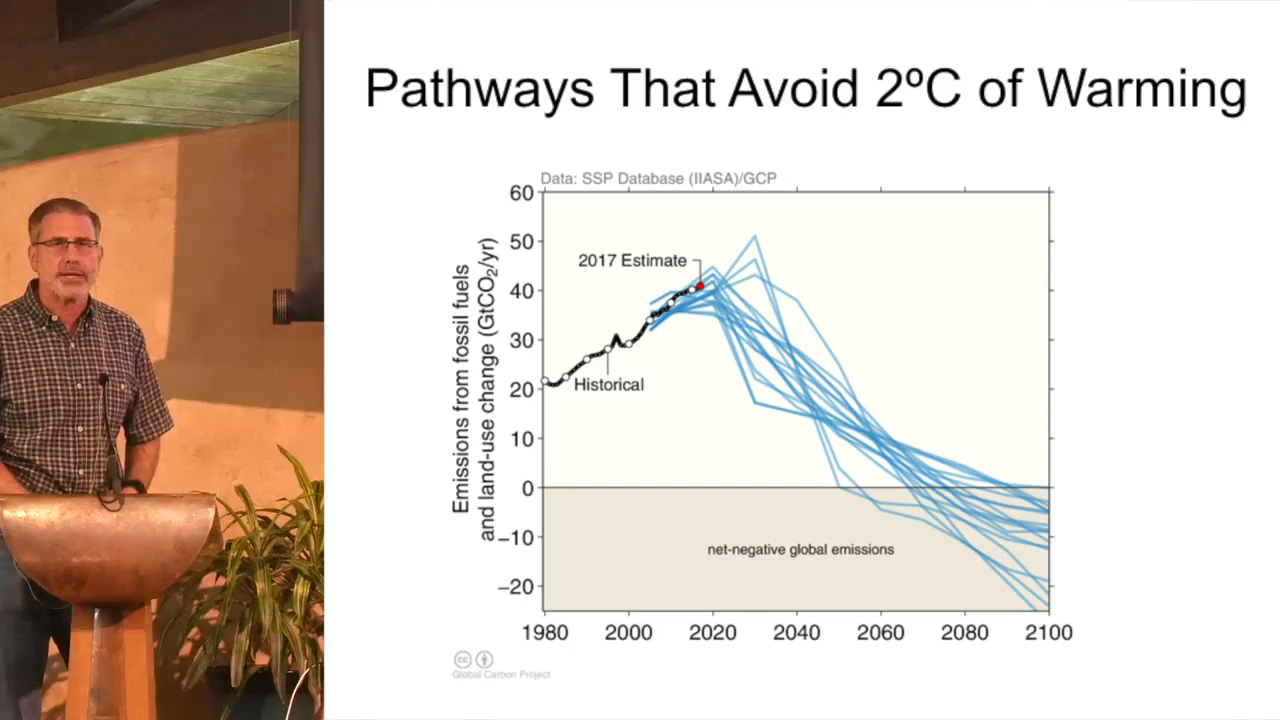 Pathways That Avoid 2ºC of Warming
Data: SSP Database (IIASA)/GCP
Emissions from fossil fuels
and land-use change (GtCO₂/yr)
60
50
40
30
20
10
0
−10
−20
2017 Estimate
Historical
net-negative global emissions
1980
2000
2020
2040
2060
2080
2100
cc
Global Carbon Project